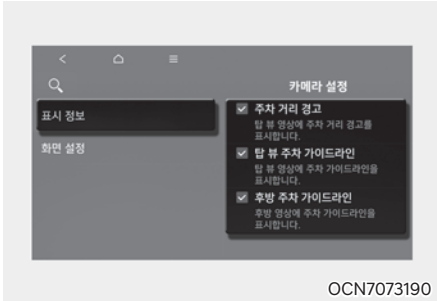 카메라 설정
표시 정보
화면 설정
주차 거리 경고
탑 뷰 영상에 주차 거리 경고를
표시합니다.
탑 뷰 주차 가이드라인
탑 뷰 영상에 주차 가이드라인을
표시합니다.
후방 주차 가이드라인
후방 영상에 주차 가이드라인을
표시합니다.
OCN7073190